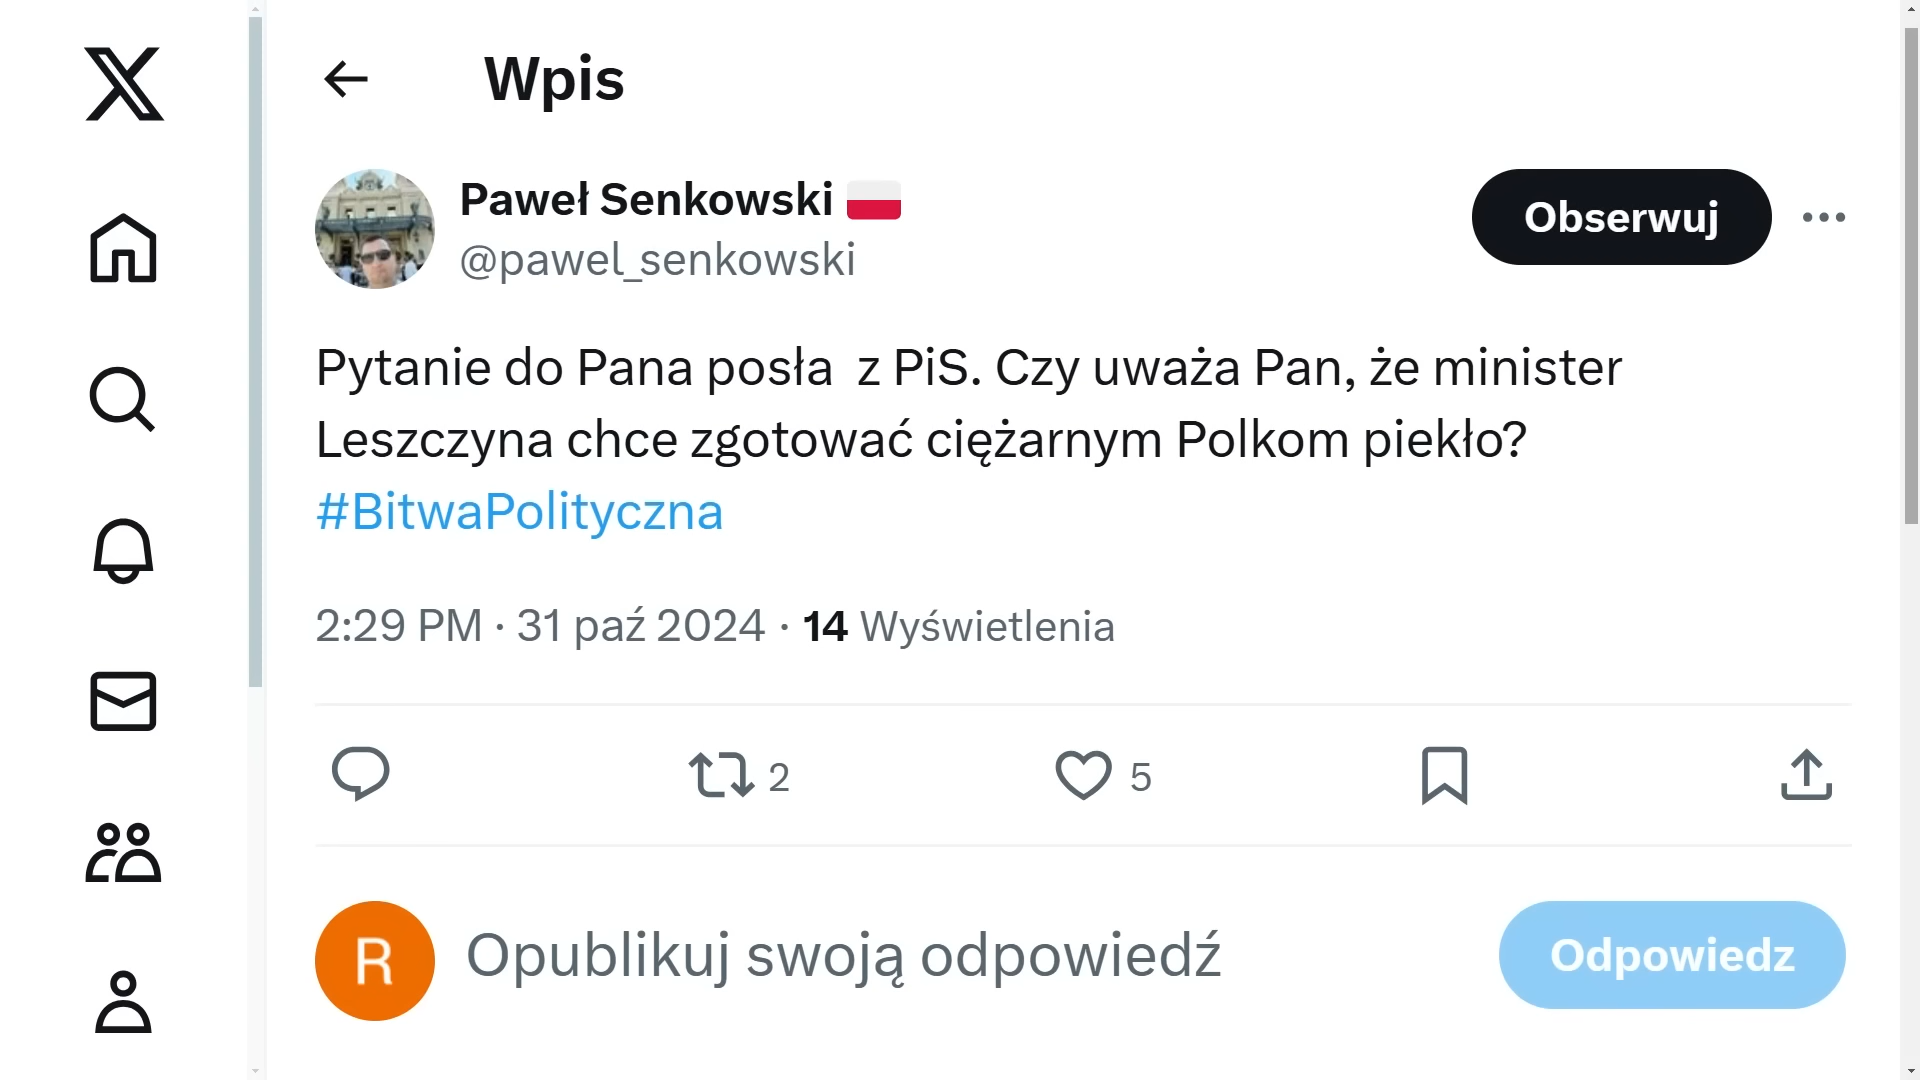 Wpis
Paweł Senkowski 🇵🇱
@pawel_senkowski
Obserwuj
Pytanie do Pana posła  z PiS. Czy uważa Pan, że minister
Leszczyna chce zgotować ciężarnym Polkom piekło?
#BitwaPolityczna
2:29 PM · 31 paź 2024 · 14 Wyświetlenia
2
5
R
Opublikuj swoją odpowiedź
Odpowiedz